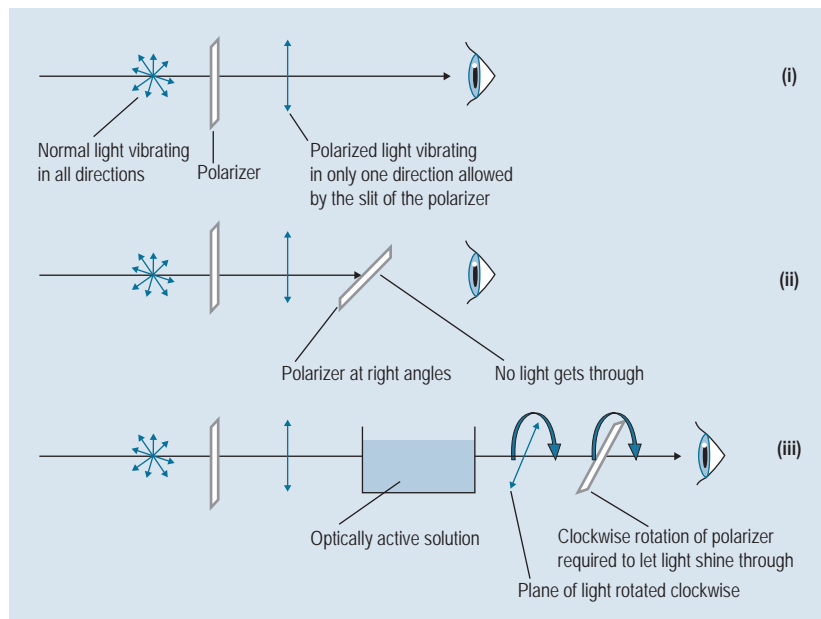 (i)
Normal light vibrating
in all directions
Polarizer
Polarized light vibrating
in only one direction allowed
by the slit of the polarizer
(ii)
Polarizer at right angles
No light gets through
(iii)
Optically active solution
Clockwise rotation of polarizer
required to let light shine through
Plane of light rotated clockwise